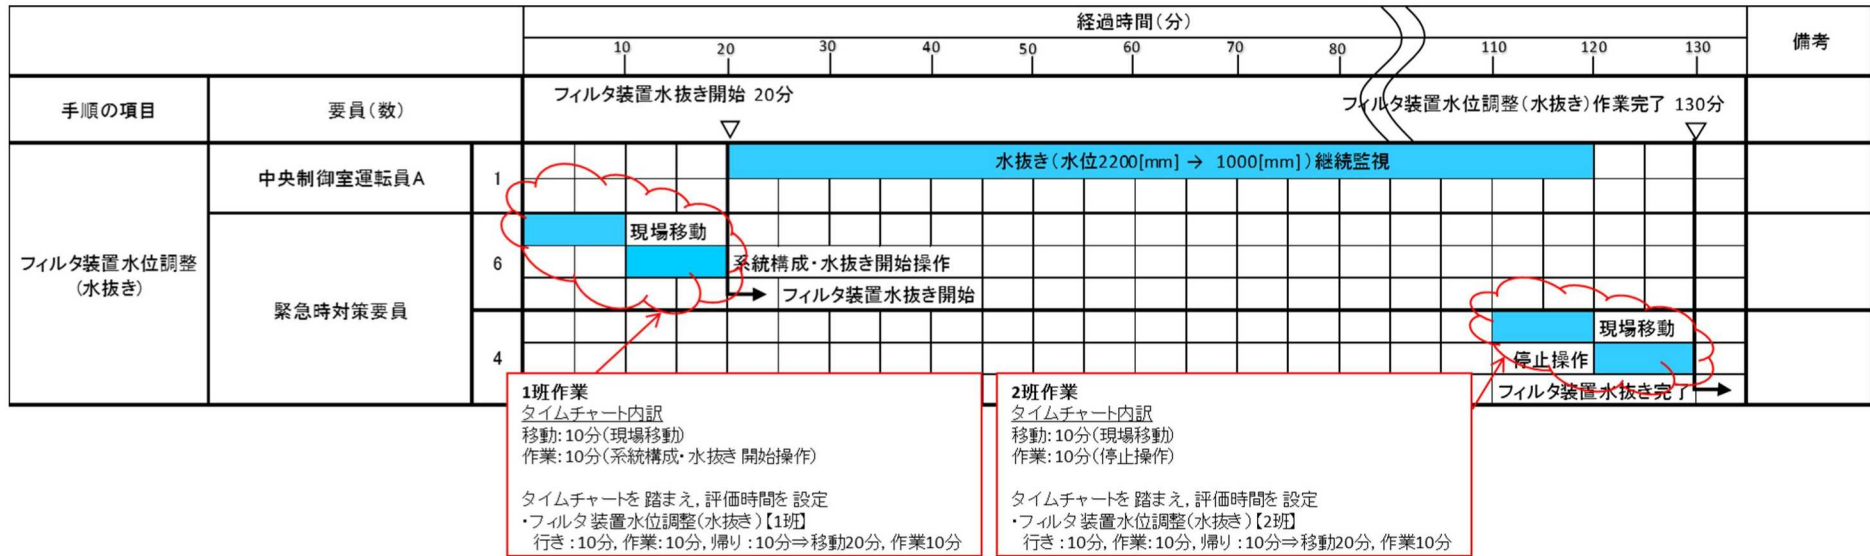 経過時間(分)
備考
10 20 30 40 50 60 70 80 110 120 130
手順の項目 要員(数)
フィルタ装置水抜き開始 20分
フィルタ装置水位調整(水抜き)作業完了 130分
▽ ▽
フィルタ装置水位調整
(水抜き)
中央制御室運転員A 1
水抜き(水位2200[mm] → 1000[mm])継続監視
緊急時対策要員
6
現場移動
系統構成・水抜き開始操作
フィルタ装置水抜き開始
4
現場移動
停止操作
フィルタ装置水抜き完了
1班作業
タイムチャート内訳
移動:10分(現場移動)
作業:10分(系統構成・水抜き開始操作)
タイムチャートを踏まえ,評価時間を設定
・フィルタ装置水位調整(水抜き)【1班】
行き:10分,作業:10分,帰り:10分⇒移動20分,作業10分
2班作業
タイムチャート内訳
移動:10分(現場移動)
作業:10分(停止操作)
タイムチャートを踏まえ,評価時間を設定
・フィルタ装置水位調整(水抜き)【2班】
行き:10分,作業:10分,帰り:10分⇒移動20分,作業10分